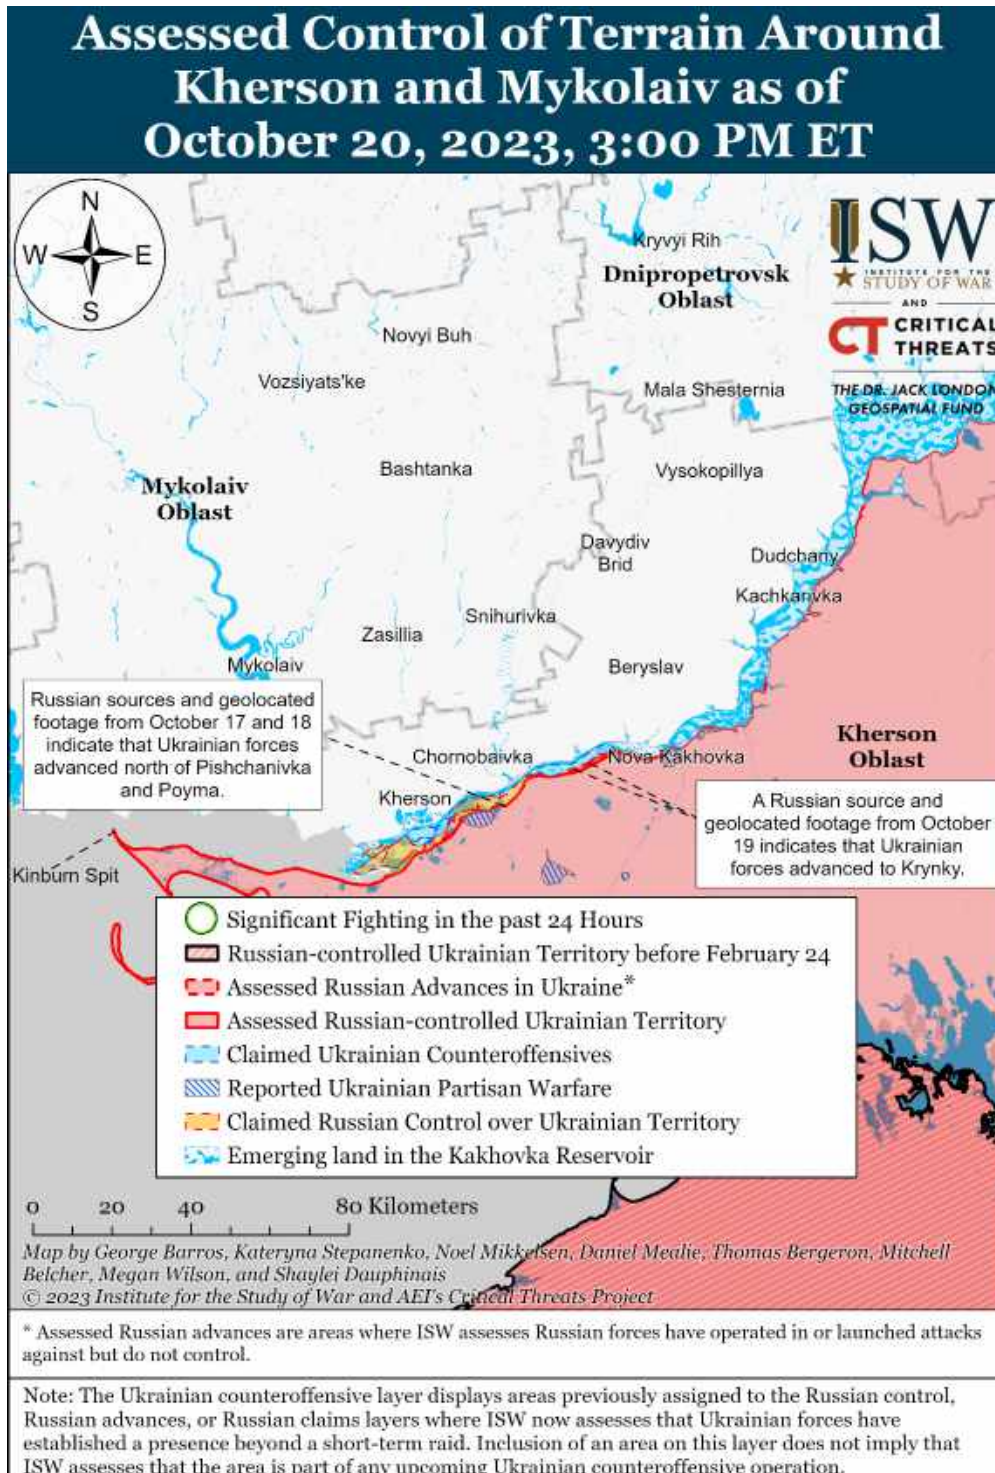 Assessed Control of Terrain Around
Kherson and Mykolaiv as of
October 20, 2023, 3:00 PM ET
N
W
E
S
ISW
INSTITUTE FOR THE
STUDY OF WAR
AND
CT CRITICAL
THREATS
THE DR. JACK LONDON
GEOSPATIAL FUND
Kryvyi Rih
Dnipropetrovsk
Oblast
Novyi Buh
Vozsiyats'ke
Mala Shesternia
Bashtanka
Vysokopillya
Mykolaiv
Oblast
Davydiv
Brid
Dudchany
Kachkarivka
Snihurivka
Zasillia
Mykolaiv
Beryslav
Russian sources and geolocated
footage from October 17 and 18
indicate that Ukrainian forces
advanced north of Pishchanivka
and Poyma.
Kherson
Oblast
Chornobaivka
Nova Kakhovka
Kherson
A Russian source and
geolocated footage from October
19 indicates that Ukrainian
forces advanced to Krynky.
Kinburn Spit
Significant Fighting in the past 24 Hours
Russian-controlled Ukrainian Territory before February 24
Assessed Russian Advances in Ukraine*
Assessed Russian-controlled Ukrainian Territory
Claimed Ukrainian Counteroffensives
Reported Ukrainian Partisan Warfare
Claimed Russian Control over Ukrainian Territory
Emerging land in the Kakhovka Reservoir
0 20 40 80 Kilometers
Map by George Barros, Kateryna Stepanenko, Noel Mikkelsen, Daniel Mealie, Thomas Bergeron, Mitchell
Belcher, Megan Wilson, and Shaylei Dauphinais
© 2023 Institute for the Study of War and AEI's Critical Threats Project
* Assessed Russian advances are areas where ISW assesses Russian forces have operated in or launched attacks
against but do not control.
Note: The Ukrainian counteroffensive layer displays areas previously assigned to the Russian control,
Russian advances, or Russian claims layers where ISW now assesses that Ukrainian forces have
established a presence beyond a short-term raid. Inclusion of an area on this layer does not imply that
ISW assesses that the area is part of any upcoming Ukrainian counteroffensive operation.